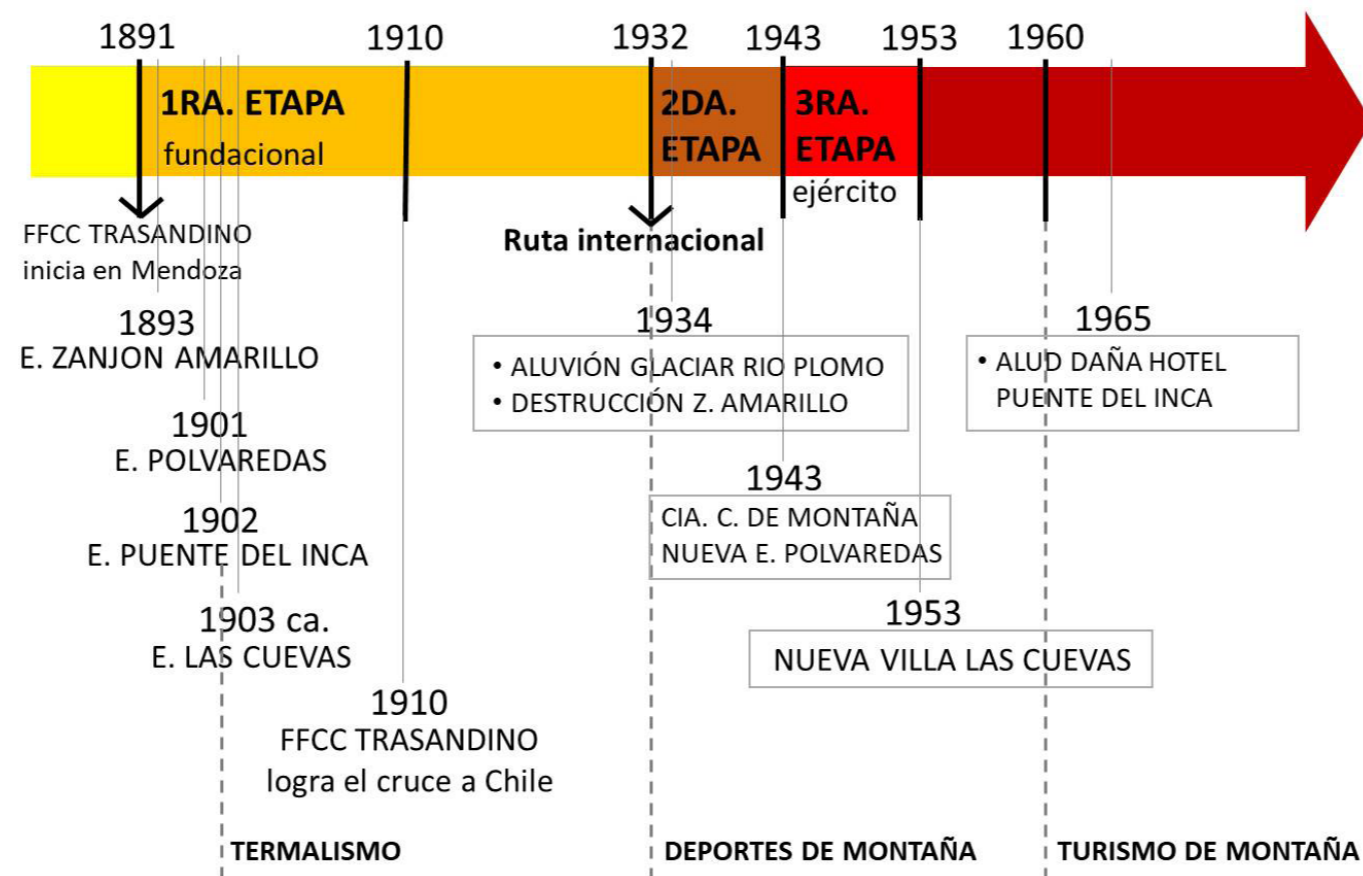 1891
1910
1932
1943
1953
1960
1RA. ETAPA
fundacional
2DA.
ETAPA
3RA.
ETAPA
ejército
FFCC TRASANDINO
inicia en Mendoza
Ruta internacional
1893
E. ZANJON AMARILLO
1901
E. POLVAREDAS
1902
E. PUENTE DEL INCA
1903 ca.
E. LAS CUEVAS
1910
FFCC TRASANDINO
logra el cruce a Chile
1934
• ALUVIÓN GLACIAR RIO PLOMO
• DESTRUCCIÓN Z. AMARILLO
1943
CIA. C. DE MONTAÑA
NUEVA E. POLVAREDAS
1953
NUEVA VILLA LAS CUEVAS
1965
• ALUD DAÑA HOTEL
PUENTE DEL INCA
TERMALISMO
DEPORTES DE MONTAÑA
TURISMO DE MONTAÑA